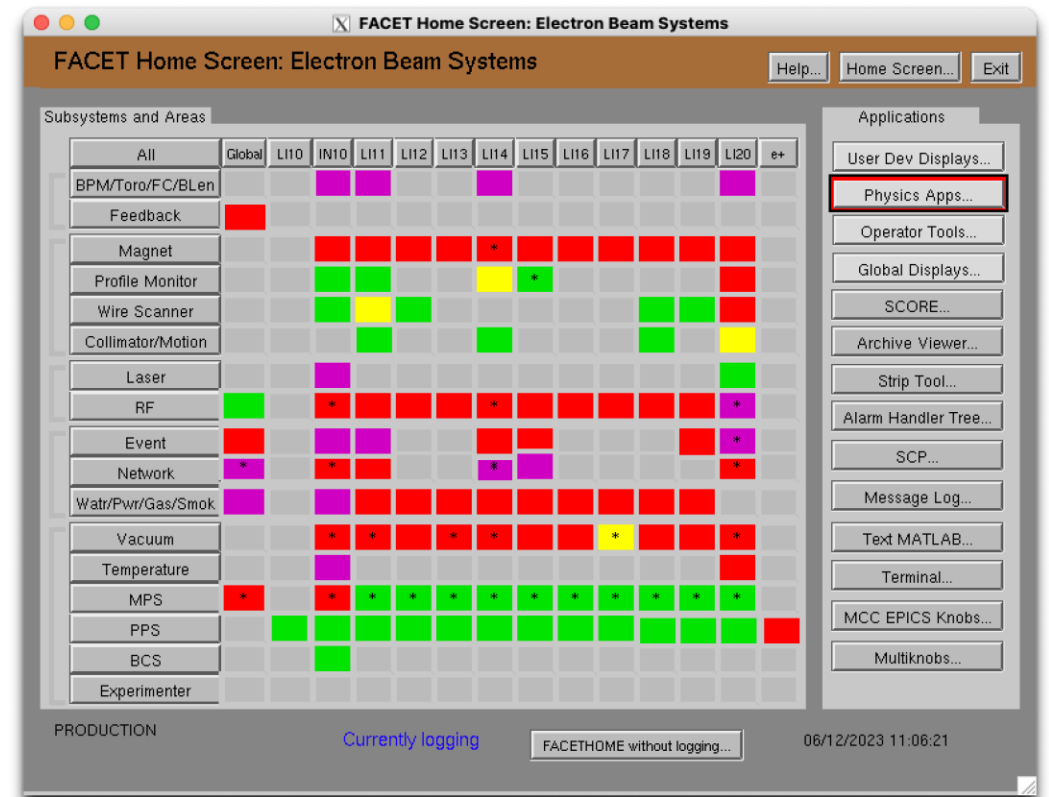 FACET Home Screen: Electron Beam Systems
FACET Home Screen: Electron Beam Systems
Help... Home Screen... Exit
Subsystems and Areas
All Global LI10 IN10 LI11 LI12 LI13 LI14 LI15 LI16 LI17 LI18 LI19 LI20 e+
BPM/Toro/FC/BLen
Feedback
Magnet *
Profile Monitor *
Wire Scanner
Collimator/Motion
Laser
RF * * *
Event *
Network * * * *
Watr/Pwr/Gas/Smok
Vacuum * * * * * *
Temperature
MPS * * * * * * * * * * * *
PPS
BCS
Experimenter
Applications
User Dev Displays...
Physics Apps...
Operator Tools...
Global Displays...
SCORE...
Archive Viewer...
Strip Tool...
Alarm Handler Tree...
SCP...
Message Log...
Text MATLAB...
Terminal...
MCC EPICS Knobs...
Multiknobs...
PRODUCTION
Currently logging
FACETHOME without logging...
06/12/2023 11:06:21